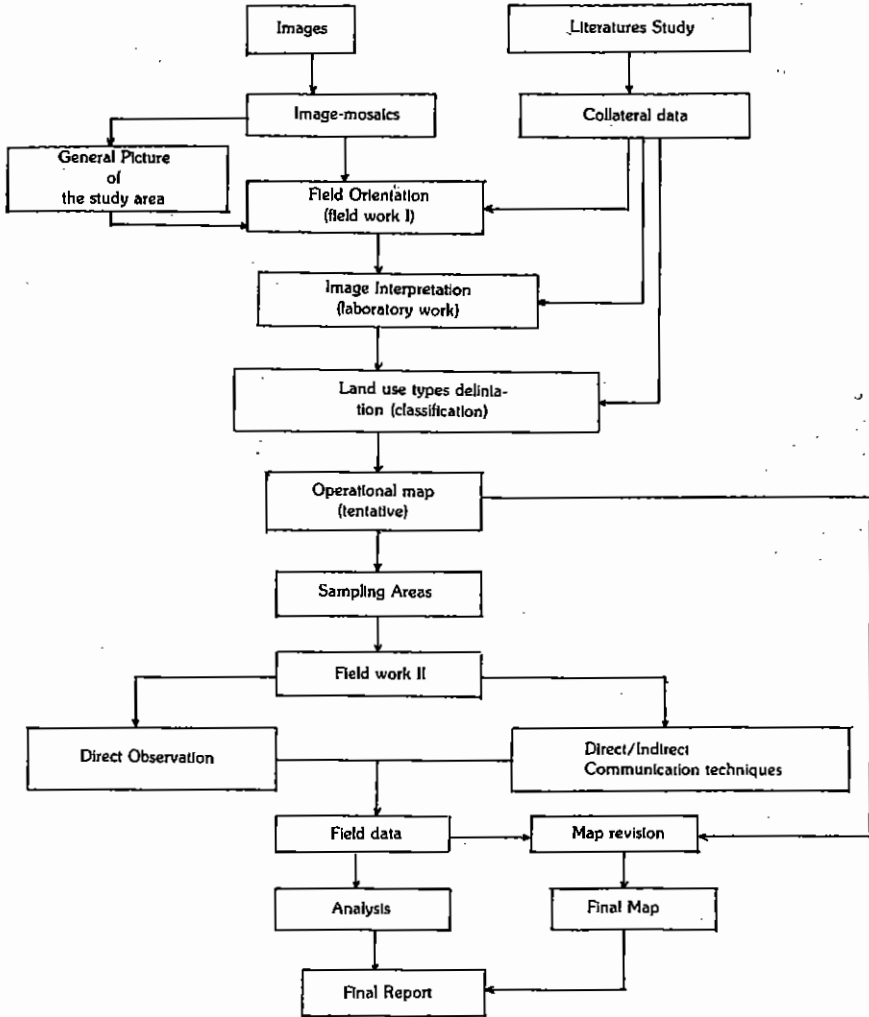 Images
Literatures Study
Image-mosaics
Collateral data
General Picture
of
the study area
Field Orientation
(field work I)
Image Interpretation
(laboratory work)
Land use types delinia-
tion (classification)
Operational map
(tentative)
Sampling Areas
Field work II
Direct Observation
Direct/Indirect
Communication techniques
Field data
Map revision
Analysis
Final Map
Final Report